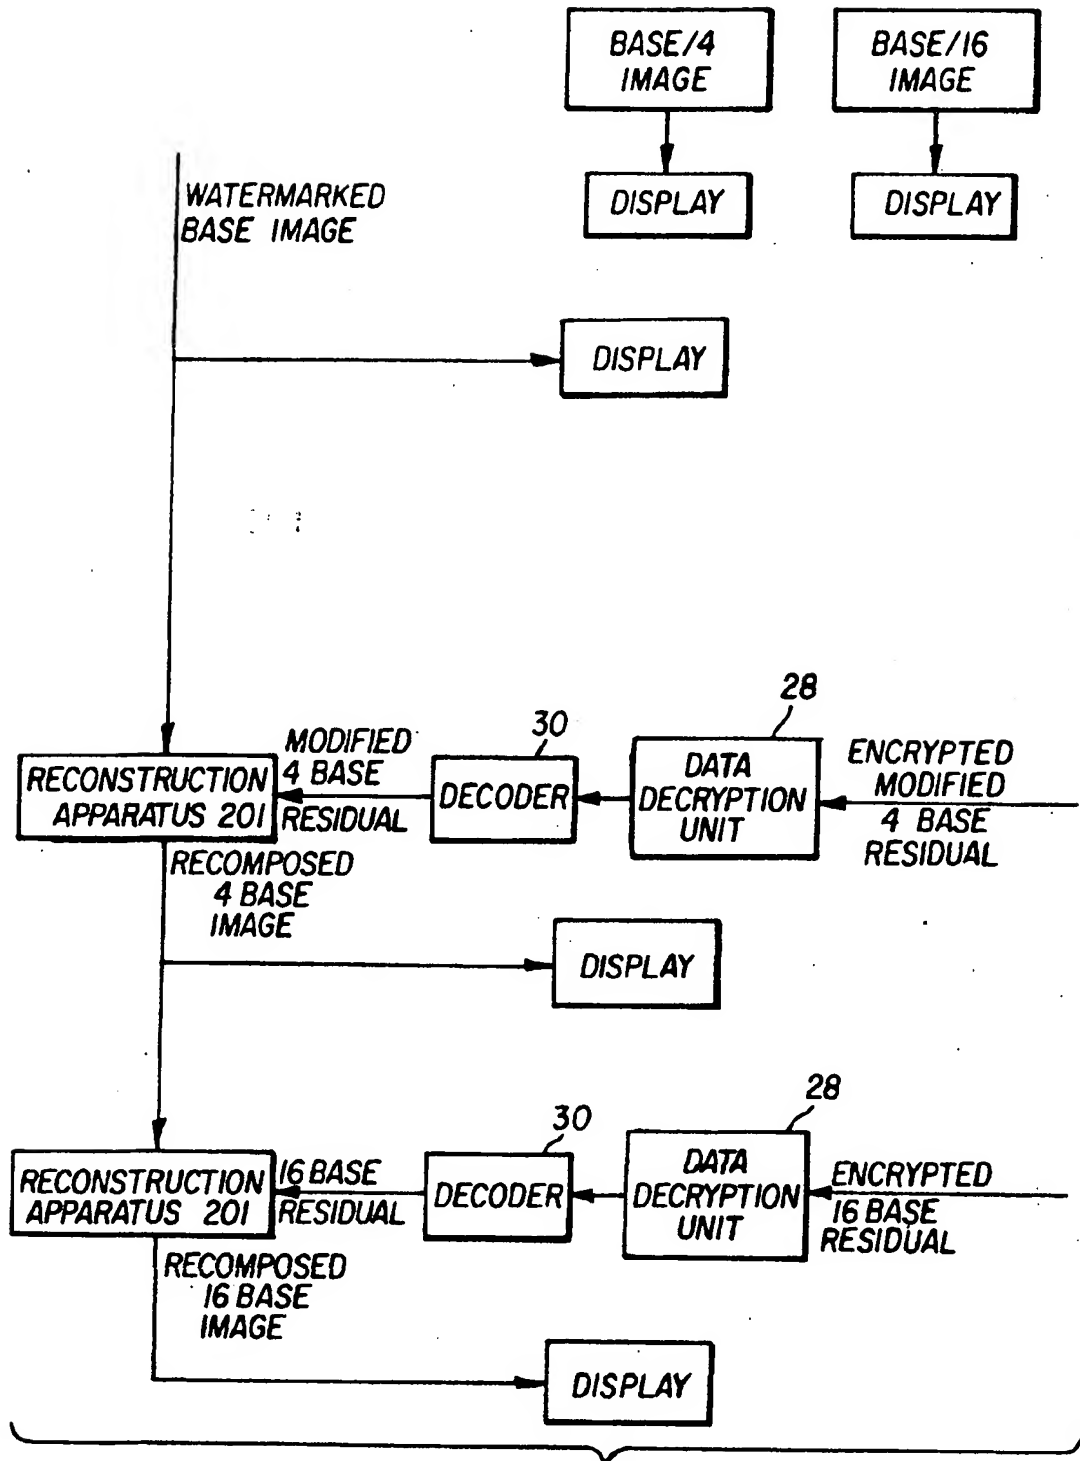 BASE/4
IMAGE
BASE/16
IMAGE
DISPLAY
DISPLAY
WATERMARKED
BASE IMAGE
DISPLAY
28
30
MODIFIED
4 BASE
RESIDUAL
RECONSTRUCTION
APPARATUS 201
DECODER
DATA
DECRYPTION
UNIT
ENCRYPTED
MODIFIED
4 BASE
RESIDUAL
RECOMPOSED
4 BASE
IMAGE
DISPLAY
28
30
RECONSTRUCTION
APPARATUS 201
16 BASE
RESIDUAL
DECODER
DATA
DECRYPTION
UNIT
ENCRYPTED
16 BASE
RESIDUAL
RECOMPOSED
16 BASE
IMAGE
DISPLAY